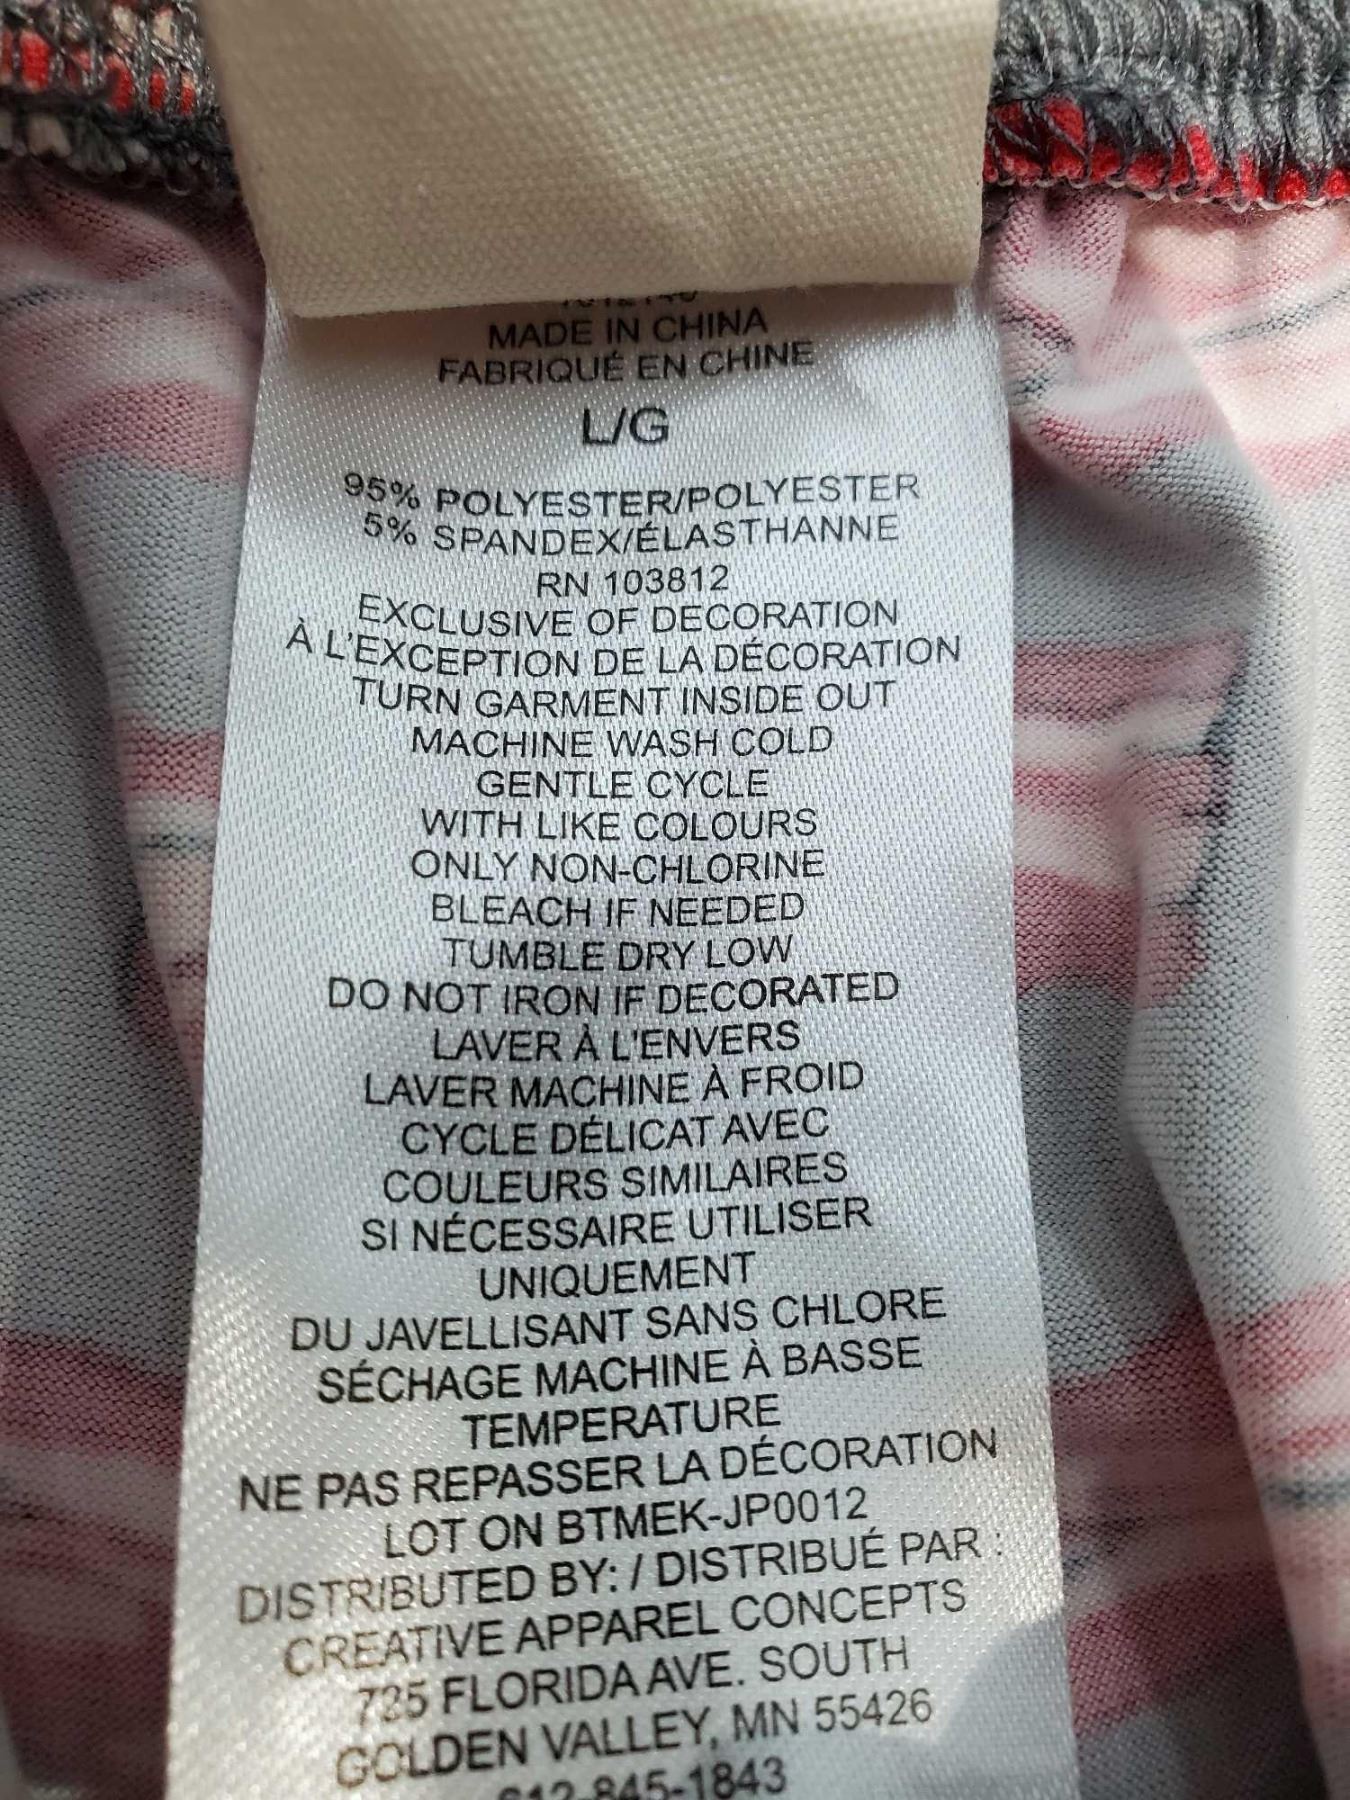 MADE IN CHINA
FABRIQUÉ EN CHINE
L/G
95% POLYESTER/POLYESTER
5% SPANDEX/ÉLASTHANNE
RN 103812
EXCLUSIVE OF DECORATION
À L'EXCEPTION DE LA DÉCORATION
TURN GARMENT INSIDE OUT
MACHINE WASH COLD
GENTLE CYCLE
WITH LIKE COLOURS
ONLY NON-CHLORINE
BLEACH IF NEEDED
TUMBLE DRY LOW
DO NOT IRON IF DECORATED
LAVER À L'ENVERS
LAVER MACHINE À FROID
CYCLE DÉLICAT AVEC
COULEURS SIMILAIRES
SI NÉCESSAIRE UTILISER
UNIQUEMENT
DU JAVELLISANT SANS CHLORE
SÉCHAGE MACHINE À BASSE
TEMPERATURE
NE PAS REPASSER LA DÉCORATION
LOT ON BTMEK-JP0012
DISTRIBUTED BY: / DISTRIBUÉ PAR :
CREATIVE APPAREL CONCEPTS
725 FLORIDA AVE. SOUTH
GOLDEN VALLEY, MN 55426
612-845-1843